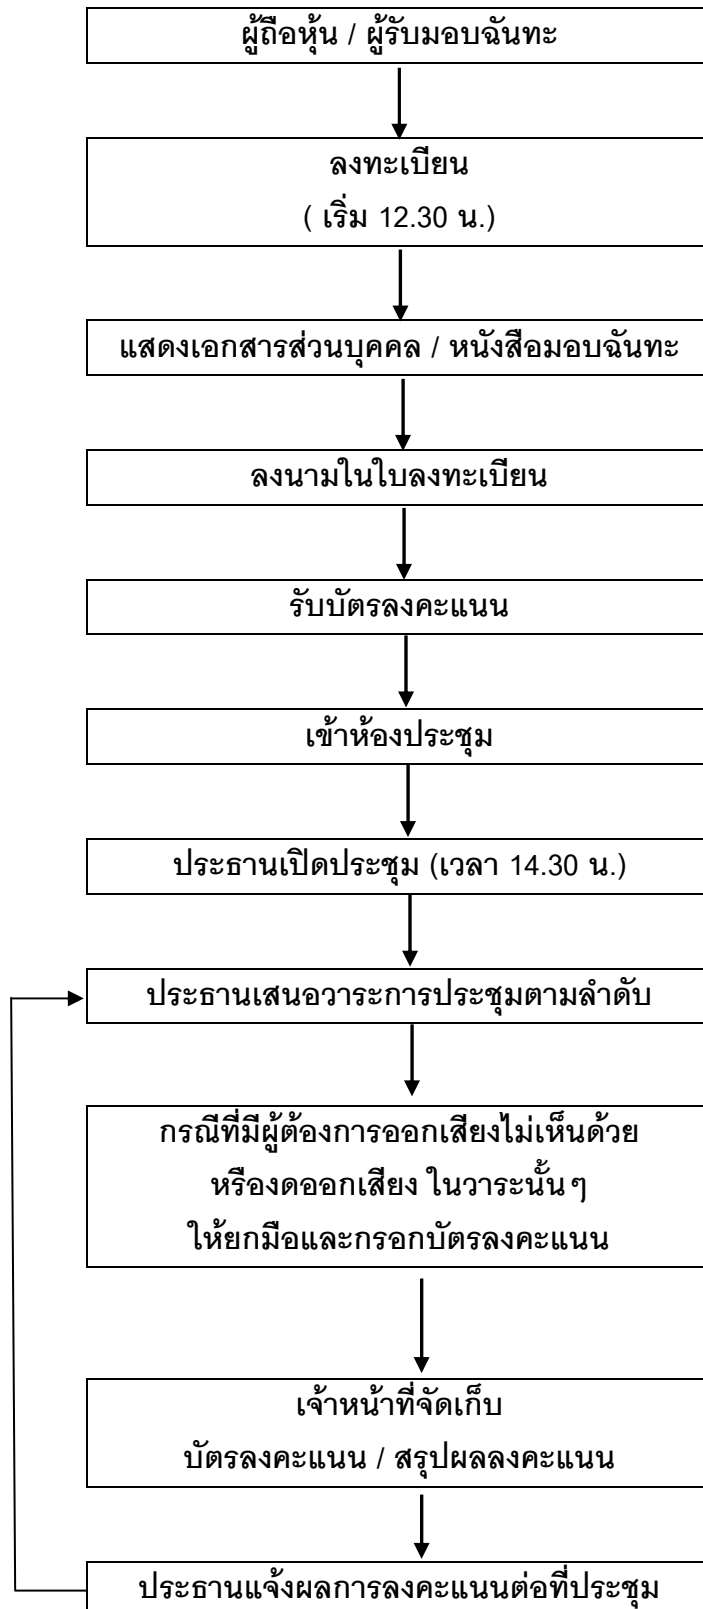 ผู้ถือหุ้น / ผู้รับมอบฉันทะ
ลงทะเบียน
( เริ่ม 12.30 น.)
แสดงเอกสารส่วนบุคคล / หนังสือมอบฉันทะ
ลงนามในใบลงทะเบียน
รับบัตรลงคะแนน
เข้าห้องประชุม
ประธานเปิดประชุม (เวลา 14.30 น.)
ประธานเสนอวาระการประชุมตามลำดับ
กรณีที่มีผู้ต้องการออกเสียงไม่เห็นด้วย
หรืองดออกเสียง ในวาระนั้นๆ
ให้ยกมือและกรอกบัตรลงคะแนน
เจ้าหน้าที่จัดเก็บ
บัตรลงคะแนน / สรุปผลลงคะแนน
ประธานแจ้งผลการลงคะแนนต่อที่ประชุม